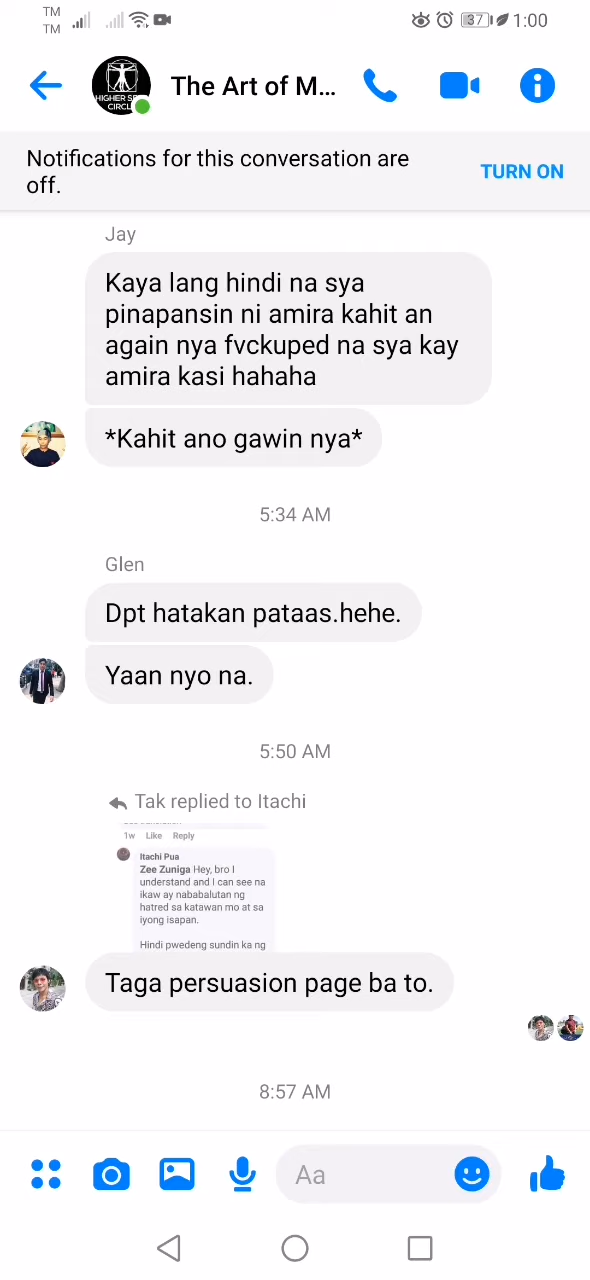 TM
TM
37
1:00
HIGHER SE
CIRCL
The Art of M...
Notifications for this conversation are
off.
TURN ON
Jay
Kaya lang hindi na sya
pinapansin ni amira kahit an
again nya fvckuped na sya kay
amira kasi hahaha
*Kahit ano gawin nya*
5:34 AM
Glen
Dpt hatakan pataas.hehe.
Yaan nyo na.
5:50 AM
Tak replied to Itachi
1w Like Reply
Itachi Pua
Zee Zuniga Hey, bro I
understand and I can see na
ikaw ay nababalutan ng
hatred sa katawan mo at sa
iyong isapan.
Hindi pwedeng sundin ka ng
Taga persuasion page ba to.
8:57 AM
Aa